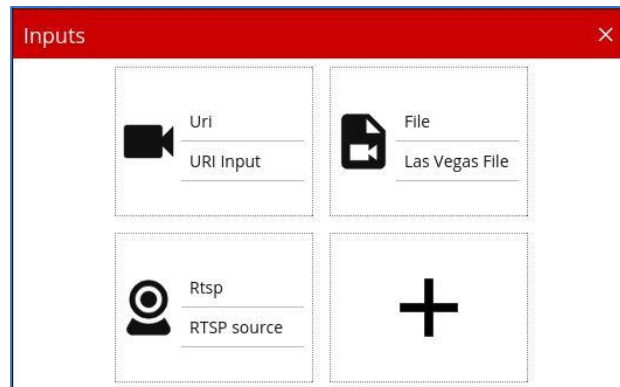 Inputs
Uri
URI Input
File
Las Vegas File
Rtsp
RTSP source